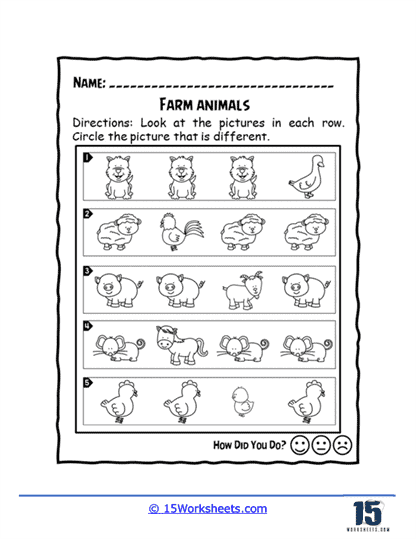 NAME: _ _ _ _ _ _ _ _ _ _ _ _ _ _ _ _ _ _ _ _ _ _ _ _ _ _ _ _ _ _ _ _
FARM ANIMALS
Directions: Look at the pictures in each row.
Circle the picture that is different.
1
2
3
4
5
HOW DID YOU DO?
© 15Worksheets.com
15
WORKSHEETS.COM